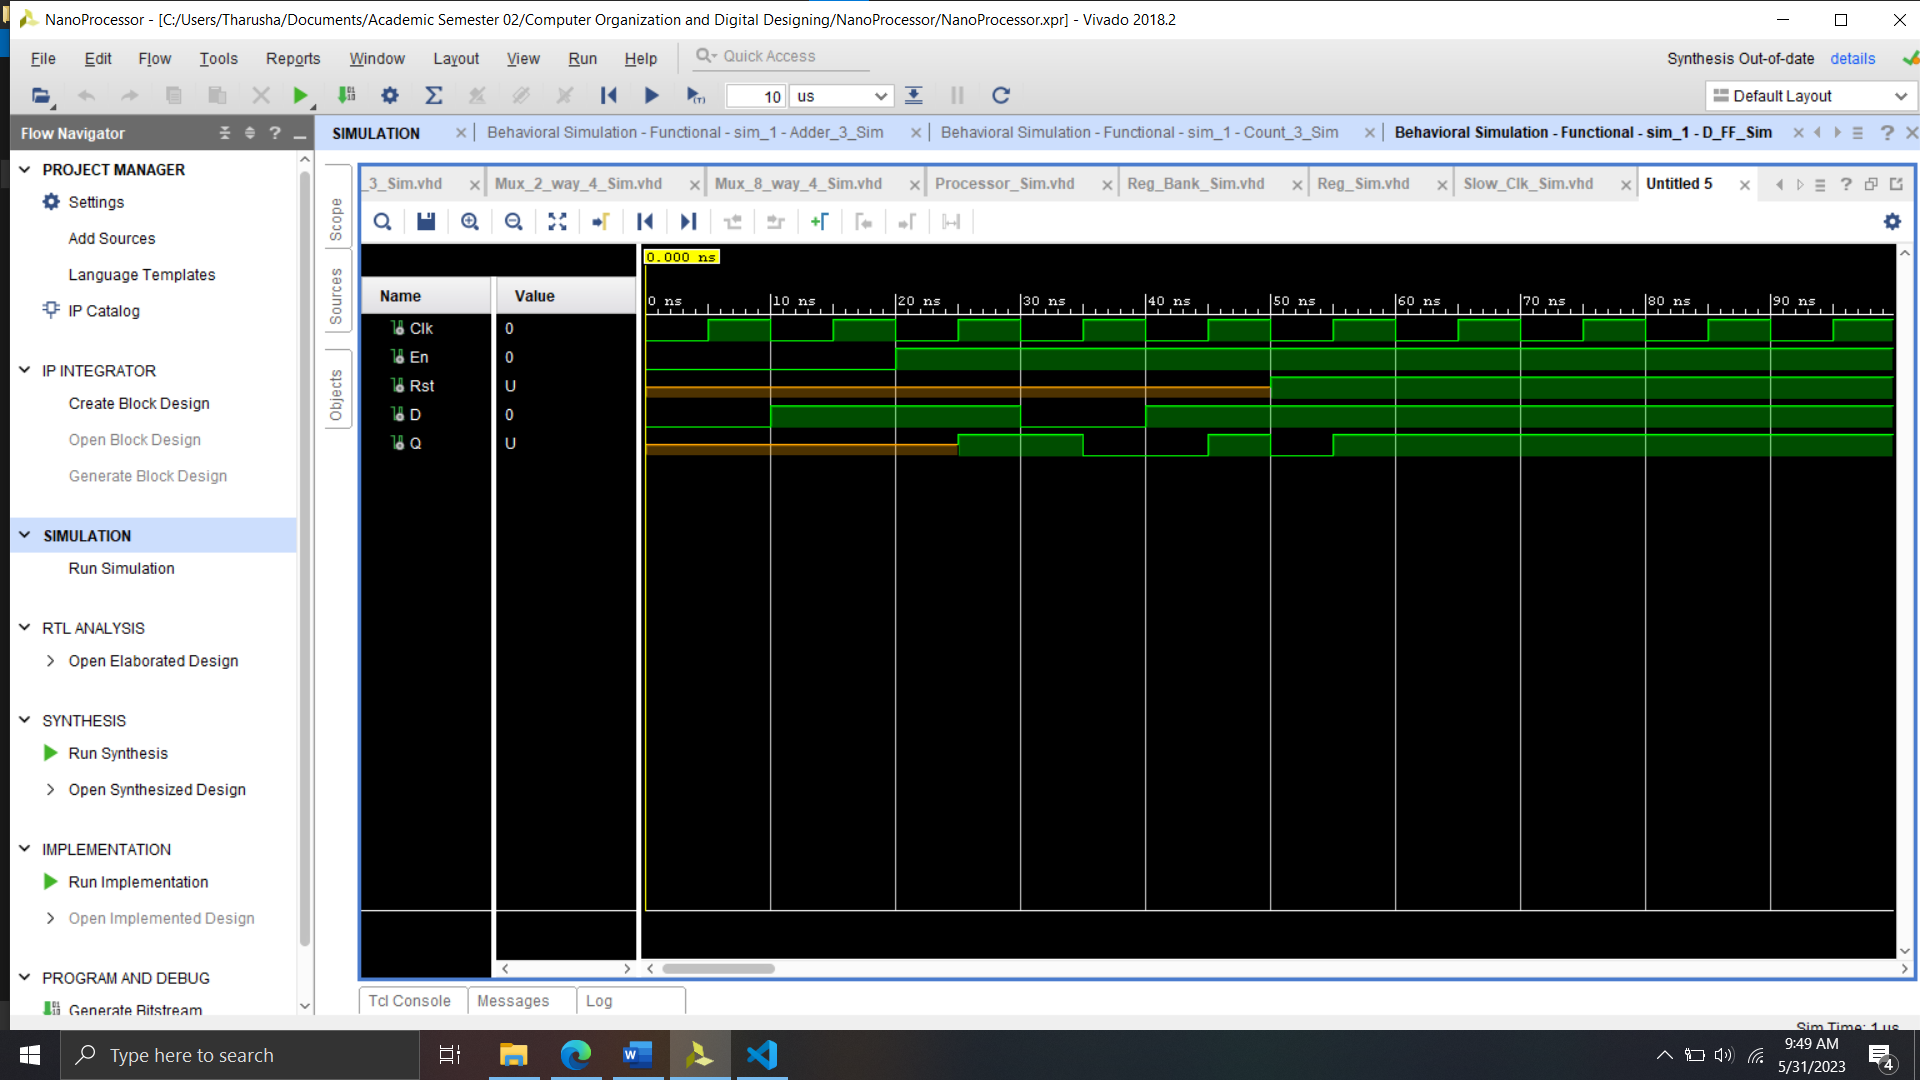 NanoProcessor - [C:/Users/Tharusha/Documents/Academic Semester 02/Computer Organization and Digital Designing/NanoProcessor/NanoProcessor.xpr] - Vivado 2018.2
File Edit Flow Tools Reports Window Layout View Run Help Quick Access
Synthesis Out-of-date details
10 us
Default Layout
Flow Navigator
SIMULATION
Behavioral Simulation - Functional - sim_1 - Adder_3_Sim
Behavioral Simulation - Functional - sim_1 - Count_3_Sim
Behavioral Simulation - Functional - sim_1 - D_FF_Sim
PROJECT MANAGER
Settings
Add Sources
Language Templates
IP Catalog
IP INTEGRATOR
Create Block Design
Open Block Design
Generate Block Design
SIMULATION
Run Simulation
RTL ANALYSIS
Open Elaborated Design
SYNTHESIS
Run Synthesis
Open Synthesized Design
IMPLEMENTATION
Run Implementation
Open Implemented Design
PROGRAM AND DEBUG
Generate Bitstream
Scope
Sources
Objects
_3_Sim.vhd Mux_2_way_4_Sim.vhd Mux_8_way_4_Sim.vhd Processor_Sim.vhd Reg_Bank_Sim.vhd Reg_Sim.vhd Slow_Clk_Sim.vhd Untitled 5
0.000 ns
Name Value
0 ns 10 ns 20 ns 30 ns 40 ns 50 ns 60 ns 70 ns 80 ns 90 ns
Clk 0
En 0
Rst U
D 0
Q U
Tcl Console Messages Log
Sim Time: 1 us
Type here to search
9:49 AM
5/31/2023
4